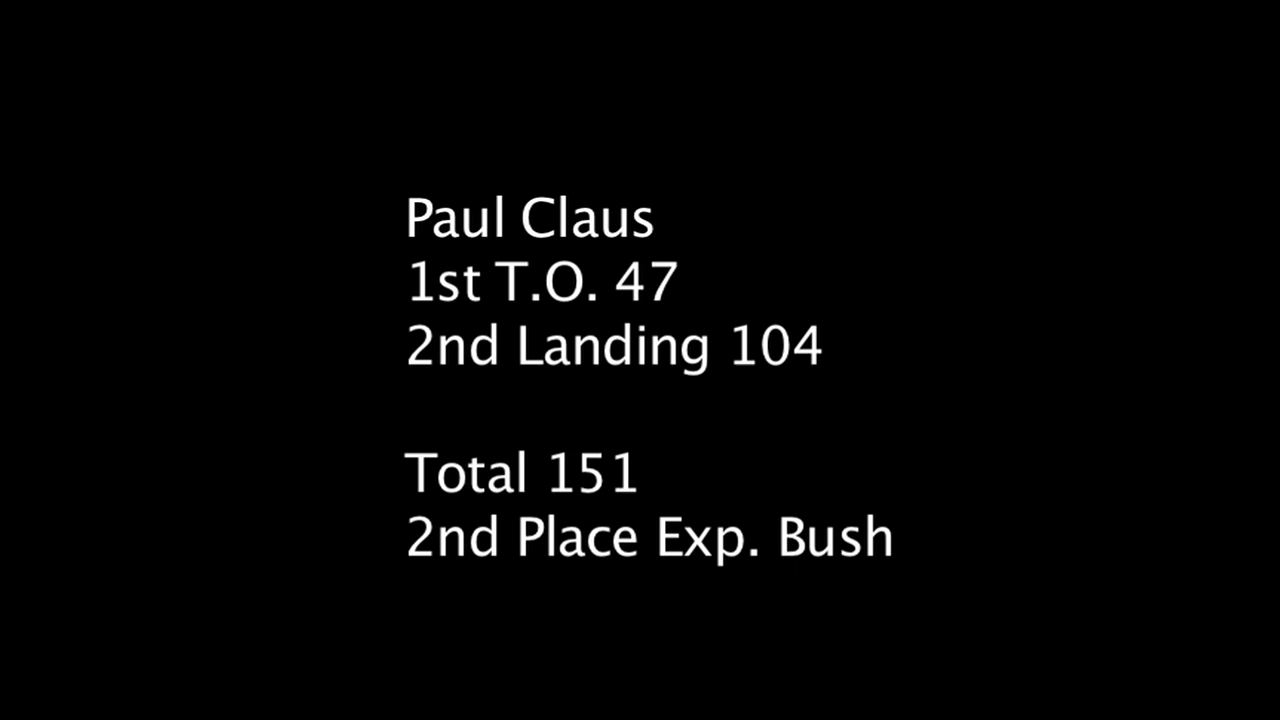 Paul Claus
1st T.O. 47
2nd Landing 104
Total 151
2nd Place Exp. Bush